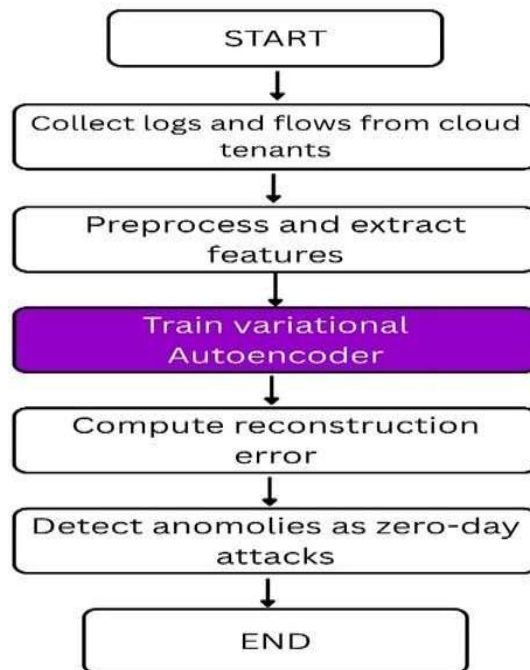 START
Collect logs and flows from cloud
tenants
Preprocess and extract
features
Train variational
Autoencoder
Compute reconstruction
error
Detect anomolies as zero-day
attacks
END